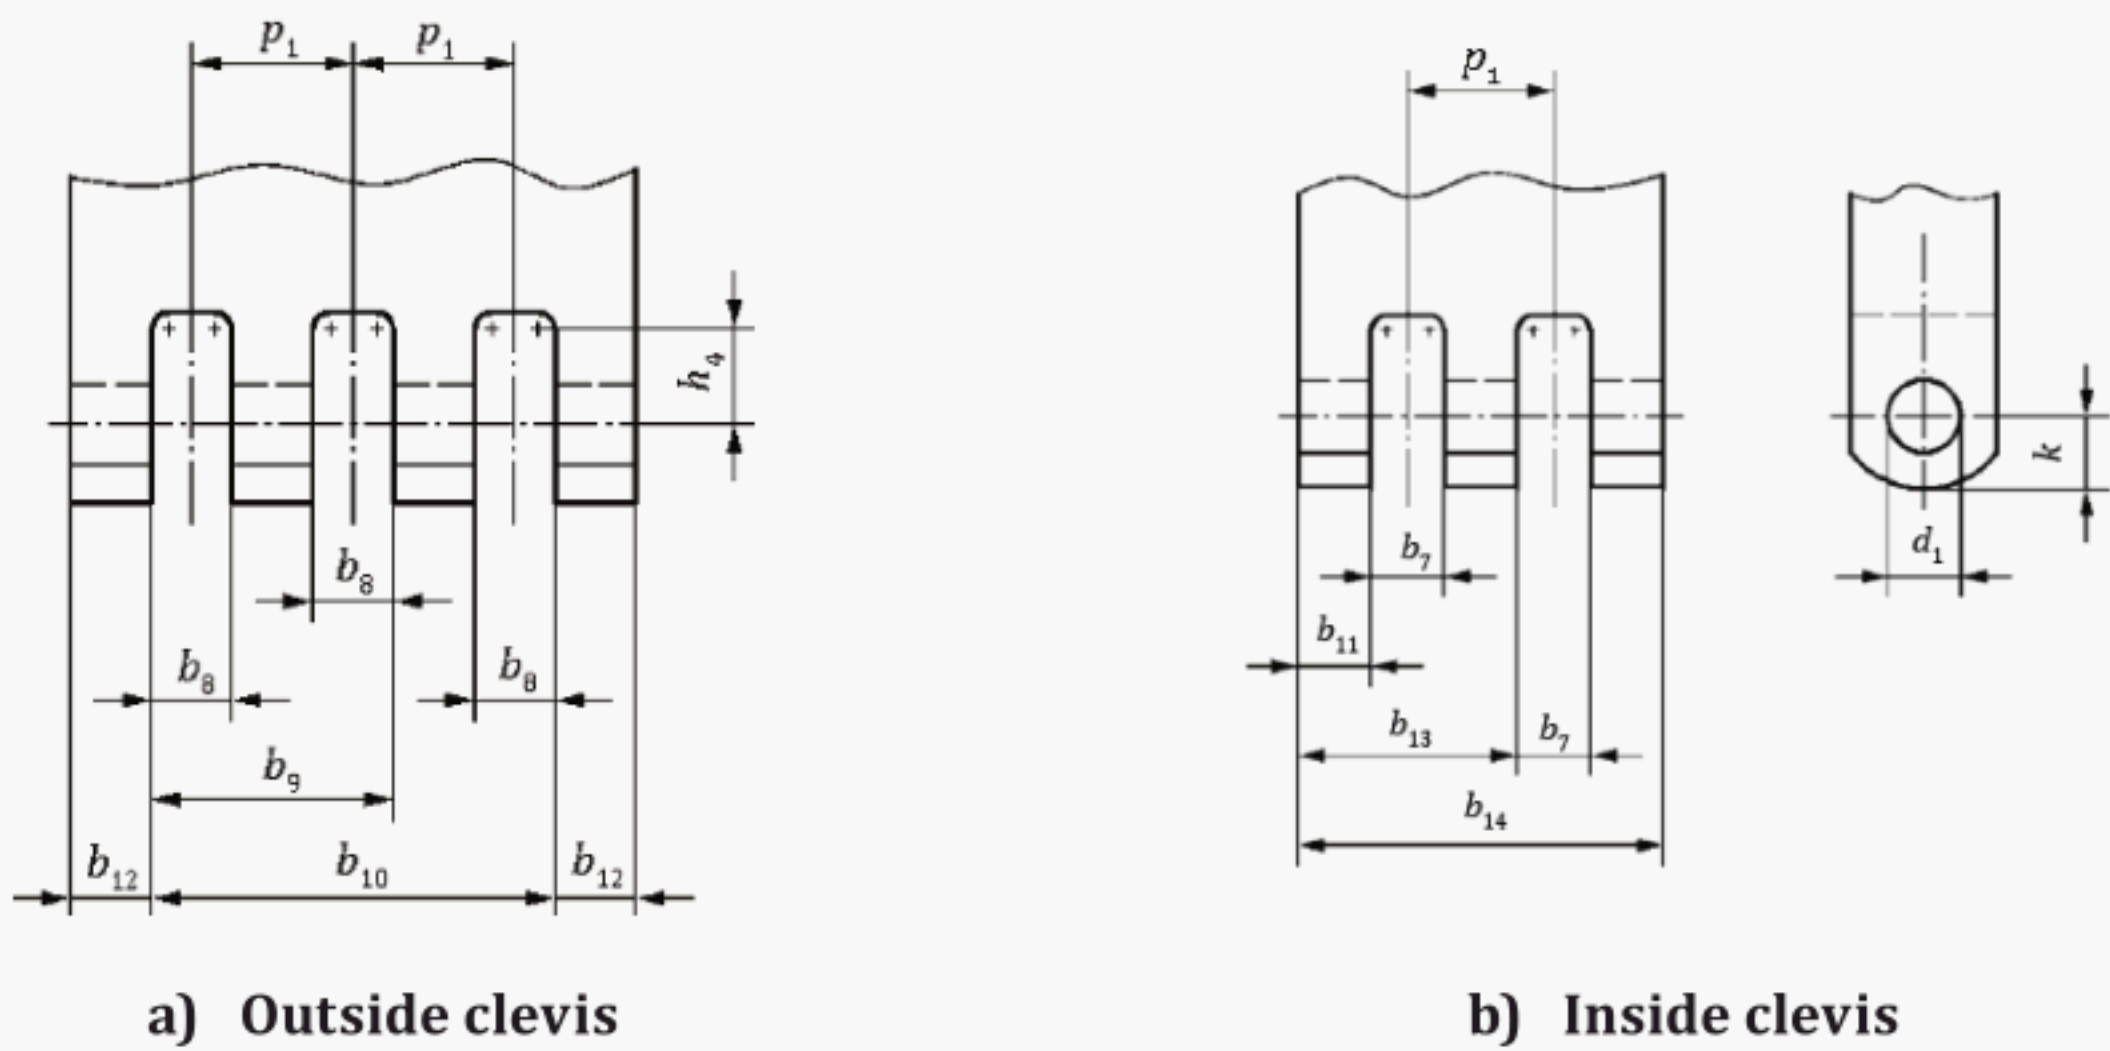 p1 p1
h4
b8
b8 b8
b9
b12 b10 b12
a) Outside clevis
p1
k
b7 d1
b11
b13 b7
b14
b) Inside clevis